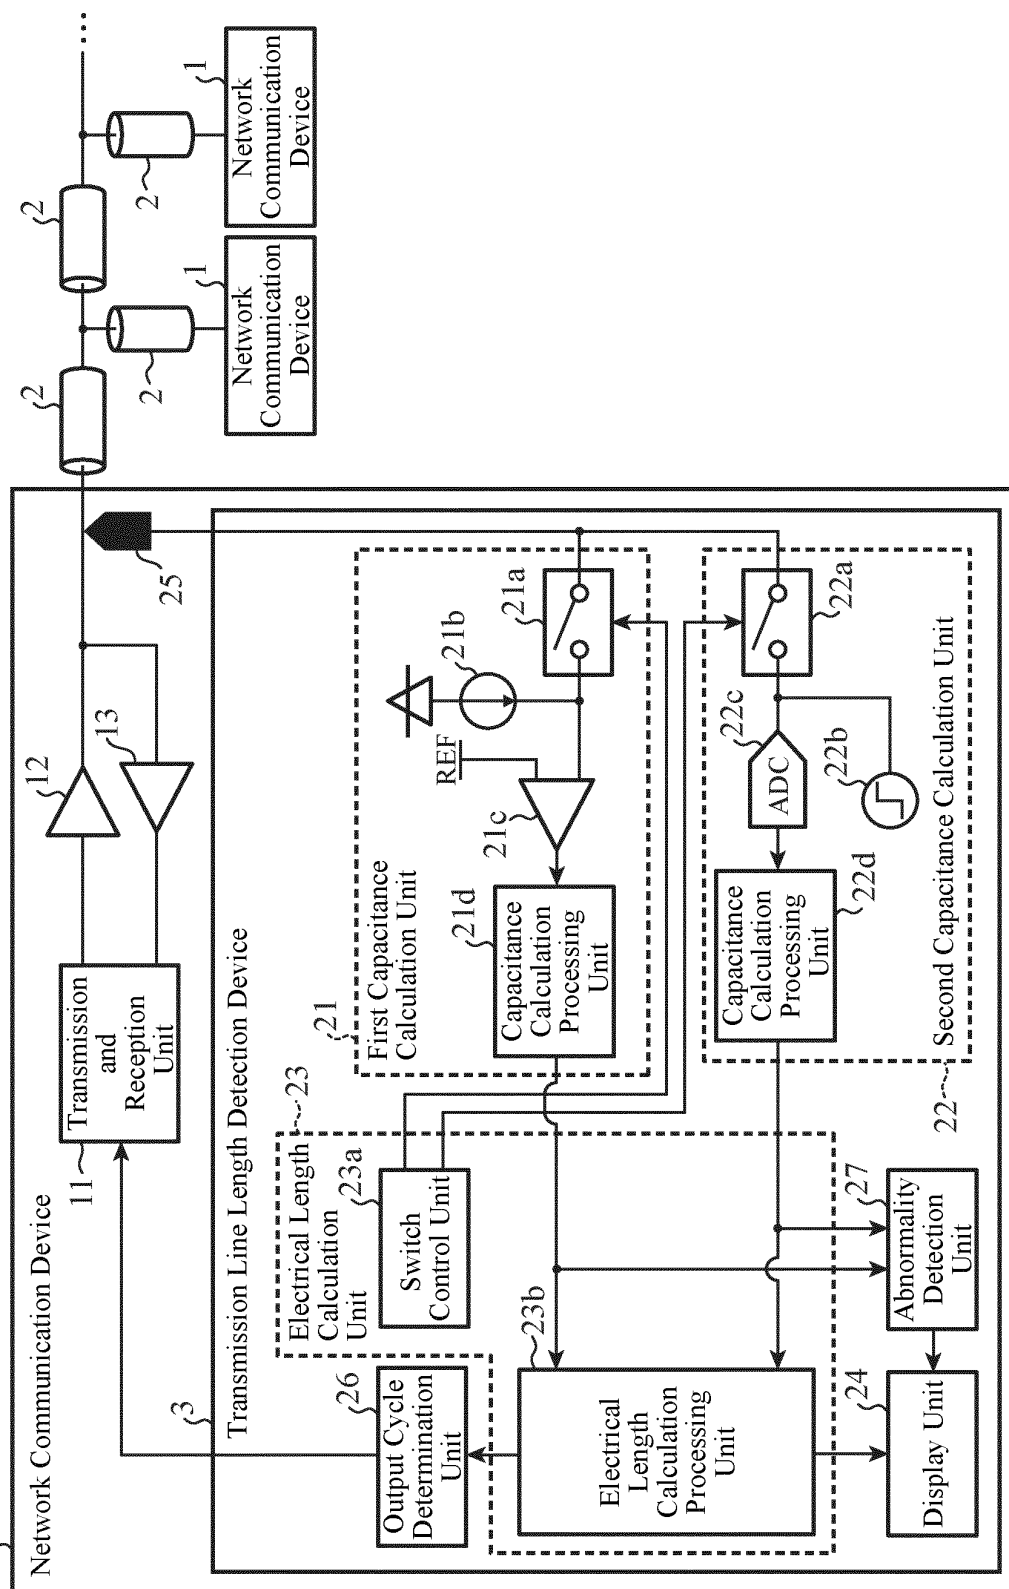 Network Communication Device
11
Transmission
and
Reception
Unit
12
13
25
2
2
2
2
1
Network
Communication
Device
1
Network
Communication
Device
3
Transmission Line Length Detection Device
26
Output Cycle
Determination
Unit
23
Electrical Length
Calculation
Unit
23a
Switch
Control Unit
23b
Electrical
Length
Calculation
Processing
Unit
21
First Capacitance
Calculation Unit
21d
Capacitance
Calculation
Processing
Unit
21c
REF
21b
21a
22
Second Capacitance Calculation Unit
22d
Capacitance
Calculation
Processing
Unit
22c
ADC
22b
22a
24
Display Unit
27
Abnormality
Detection
Unit